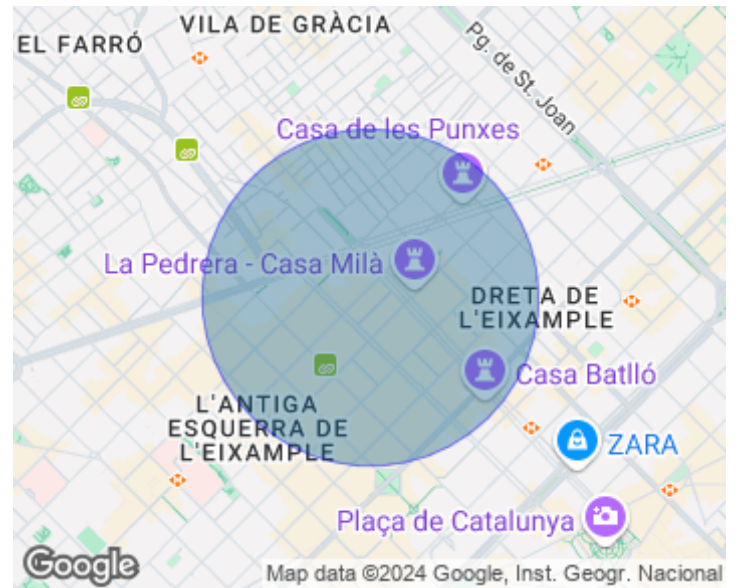 VILA DE GRÀCIA
EL FARRÓ
Pg. de St. Joan
Casa de les Punxes
La Pedrera - Casa Milà
DRETA DE
L'EIXAMPLE
Casa Batlló
L'ANTIGA
ESQUERRA DE
L'EIXAMPLE
ZARA
Plaça de Catalunya
Google
Map data ©2024 Google, Inst. Geogr. Nacional